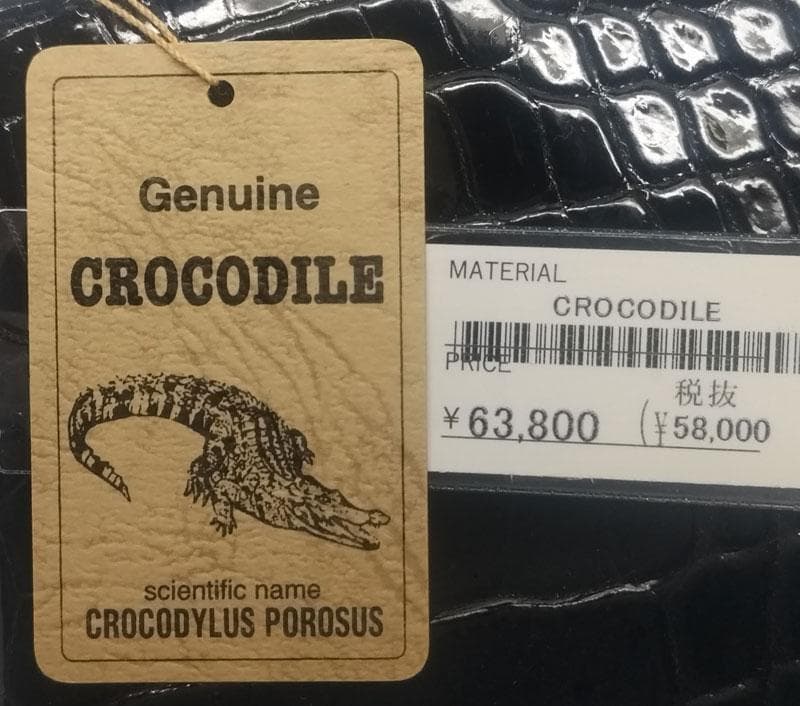 Genuine
CROCODILE
scientific name
CROCODYLUS POROSUS
MATERIAL
CROCODILE
PRICE
税抜
¥63,800 (¥58,000